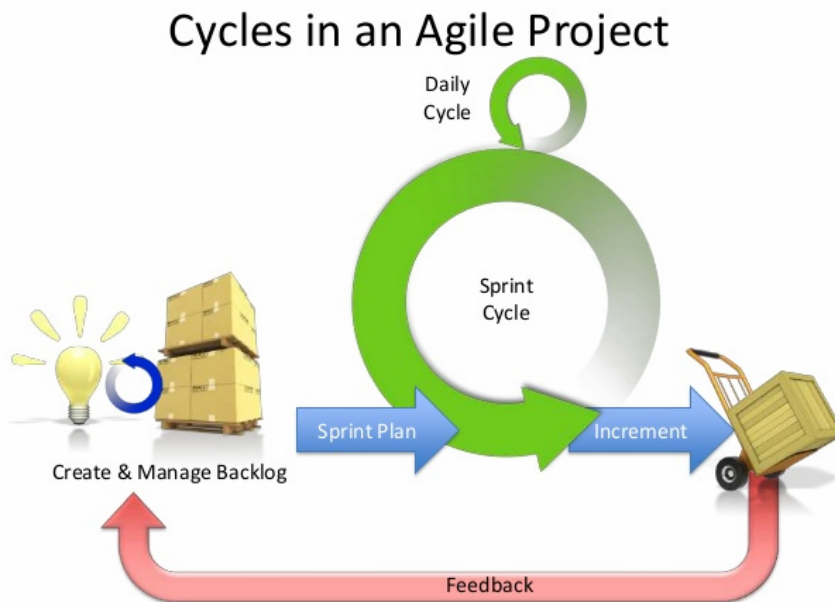 Cycles in an Agile Project
Daily
Cycle
Sprint
Cycle
Sprint Plan
Increment
Create & Manage Backlog
Feedback